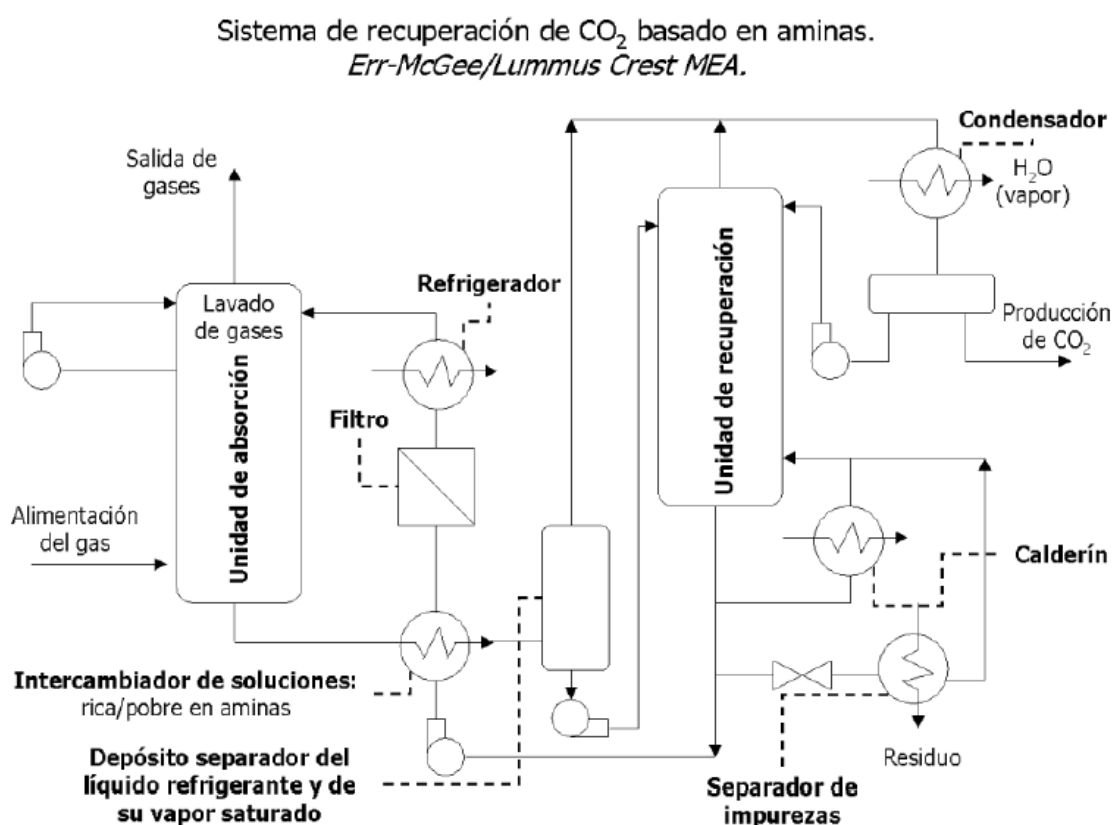 Sistema de recuperación de CO₂ basado en aminas.
Err-McGee/Lummus Crest MEA.
Condensador
H₂O
(vapor)
Salida de
gases
Refrigerador
Lavado
de gases
Unidad de absorción
Unidad de recuperación
Producción
de CO₂
Filtro
Alimentación
del gas
Calderín
Intercambiador de soluciones:
rica/pobre en aminas
Residuo
Depósito separador del
líquido refrigerante y de
su vapor saturado
Separador de
impurezas